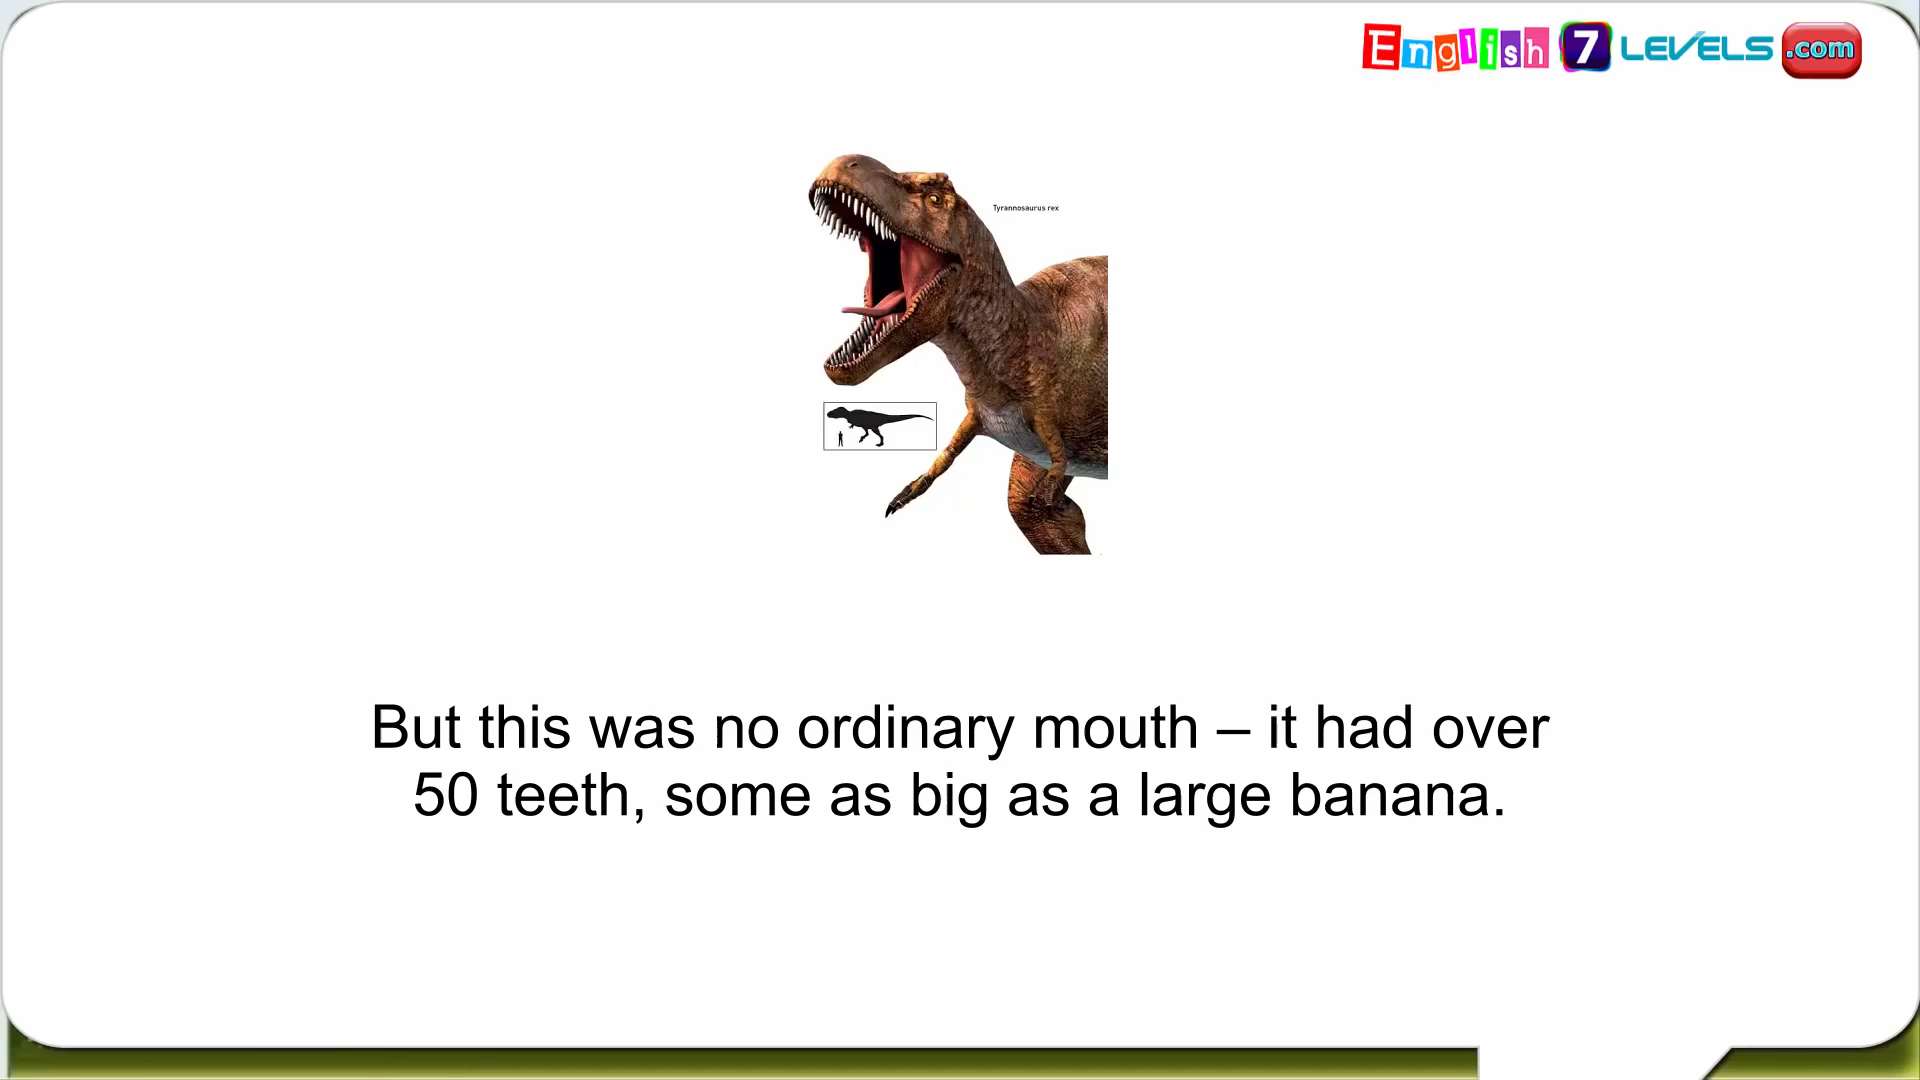 English 7 LEVELS .com
Tyrannosaurus rex
But this was no ordinary mouth – it had over
50 teeth, some as big as a large banana.